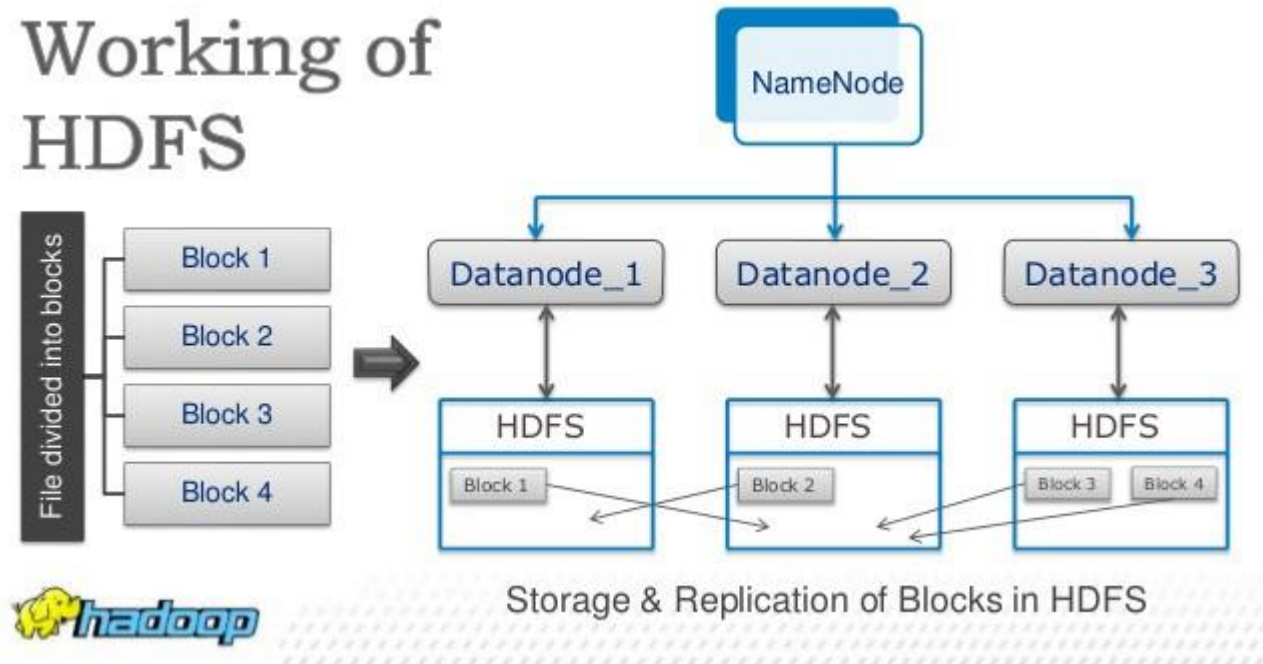 Working of
HDFS
NameNode
File divided into blocks
Block 1
Block 2
Block 3
Block 4
Datanode_1
Datanode_2
Datanode_3
HDFS
HDFS
HDFS
Block 1
Block 2
Block 3
Block 4
hadoop
Storage & Replication of Blocks in HDFS